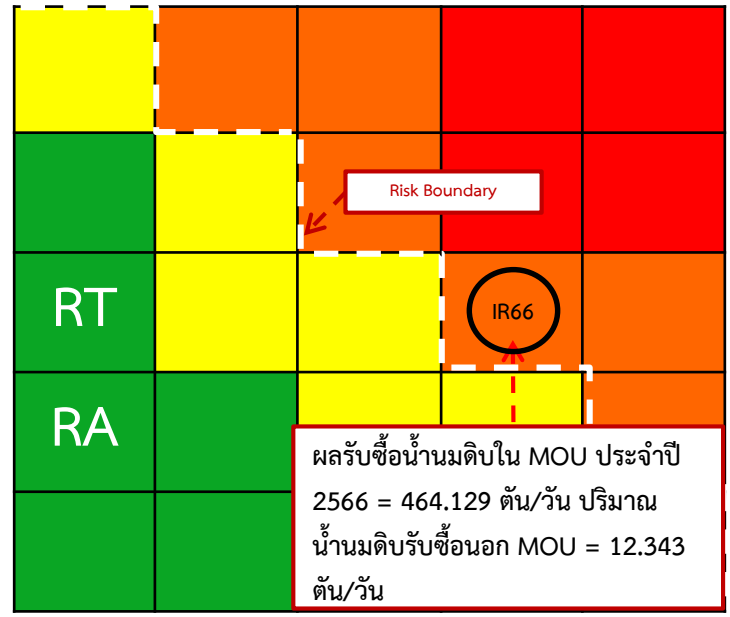 Risk Boundary
RT
IR66
RA
ผลรับซื้อน้ำนมดิบใน MOU ประจำปี
2566 = 464.129 ตัน/วัน ปริมาณ
น้ำนมดิบรับซื้อนอก MOU = 12.343
ตัน/วัน